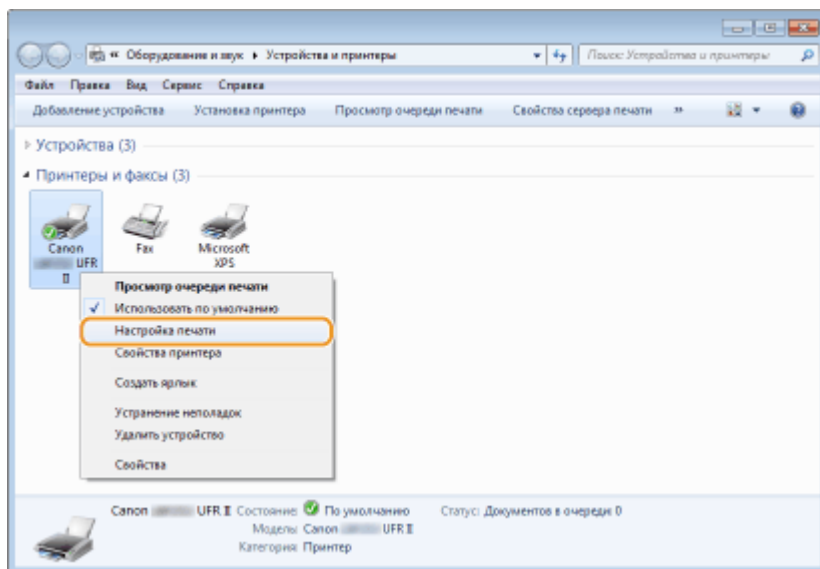 « Оборудование и звук ▸ Устройства и принтеры
Поиск: Устройства и принтеры
Файл Правка Вид Сервис Справка
Добавление устройства Установка принтера Просмотр очереди печати Свойства сервера печати »
Устройства (3)
Принтеры и факсы (3)
Canon
UFR
II
Fax
Microsoft
XPS
Просмотр очереди печати
Использовать по умолчанию
Настройка печати
Свойства принтера
Создать ярлык
Устранение неполадок
Удалить устройство
Свойства
Canon UFR II Состояние: По умолчанию Статус: Документов в очереди: 0
Модель: Canon UFR II
Категория: Принтер